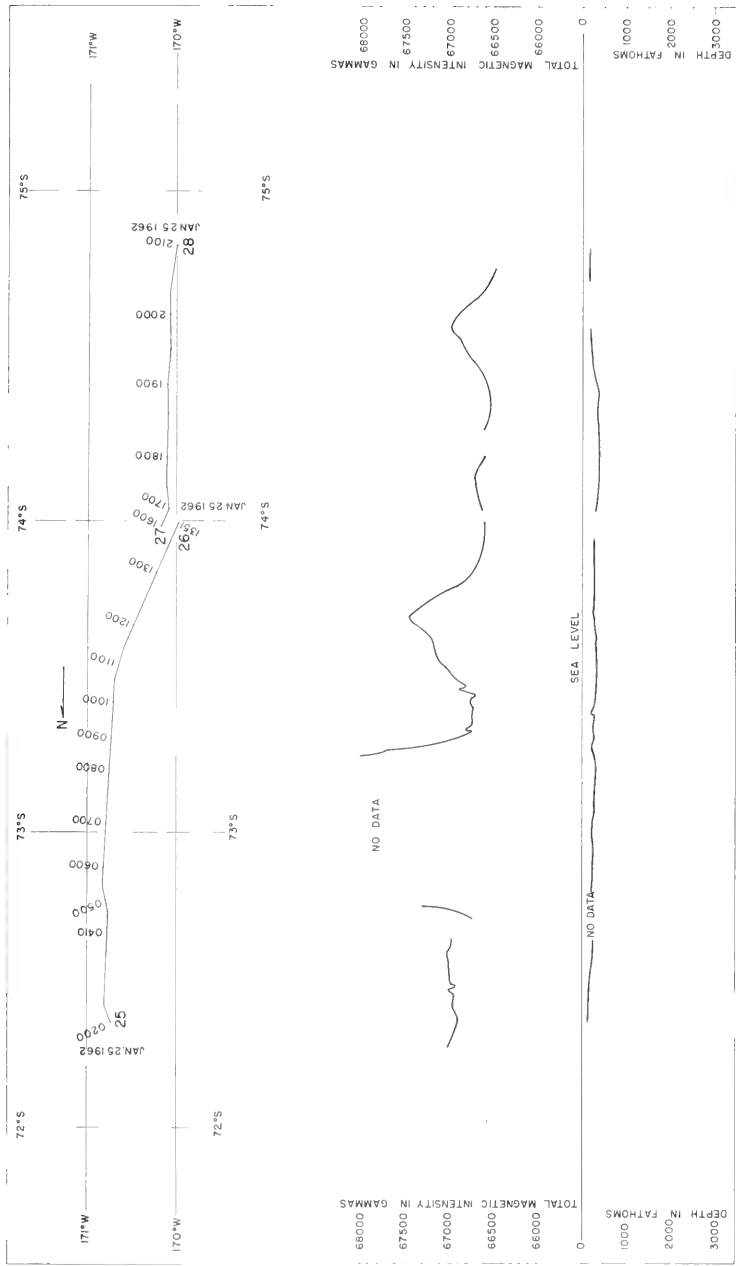 72°S
73°S
74°S
75°S
171°W
171°W
170°W
170°W
N
JAN. 25 1962
0200
25
0410
0500
0600
0700
0800
0900
1000
1100
1200
1300
1351
26
JAN 25 1962
27
1600
1700
1800
1900
2000
2100
28
JAN 25 1962
72°S
73°S
74°S
75°S
TOTAL MAGNETIC INTENSITY IN GAMMAS
68000
67500
67000
66500
66000
NO DATA
TOTAL MAGNETIC INTENSITY IN GAMMAS
68000
67500
67000
66500
66000
SEA LEVEL
NO DATA
0
1000
2000
3000
DEPTH IN FATHOMS
0
1000
2000
3000
DEPTH IN FATHOMS